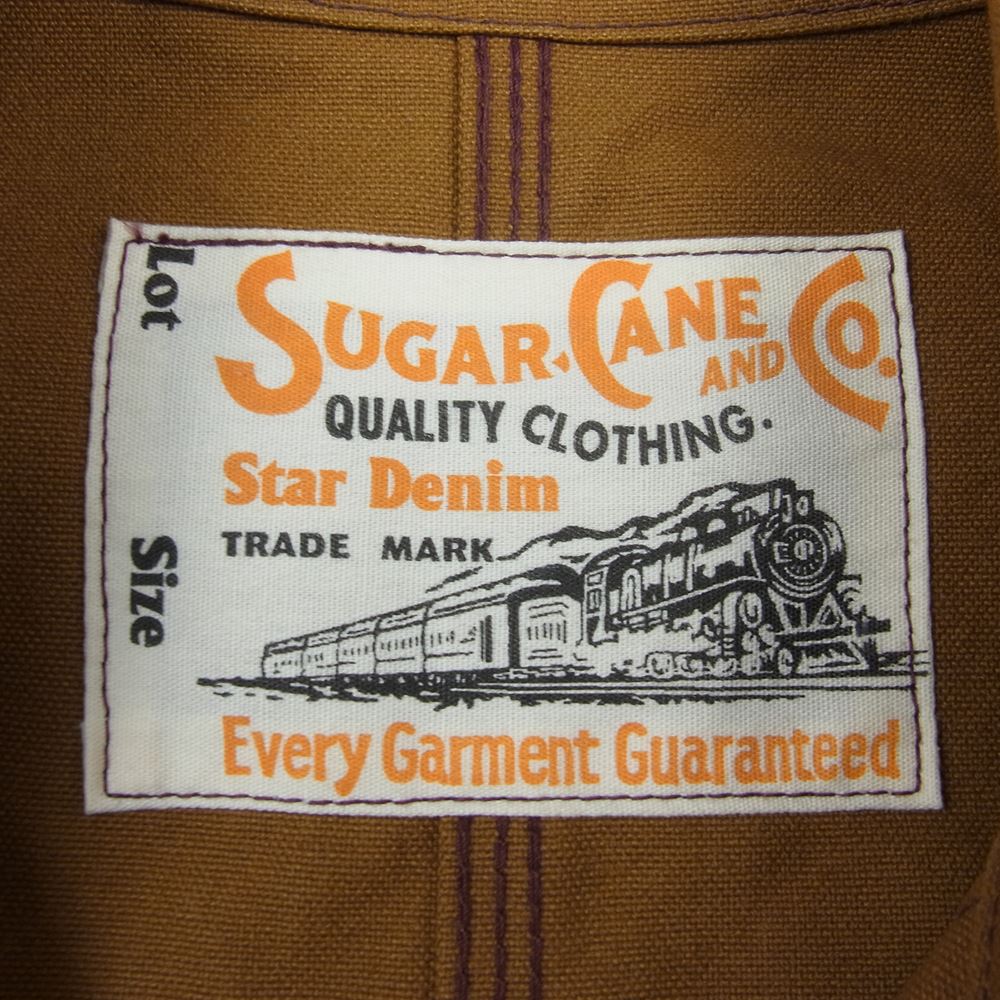 Lot
SUGAR CANE AND CO.
QUALITY CLOTHING.
Star Denim
TRADE MARK
Every Garment Guaranteed
Size